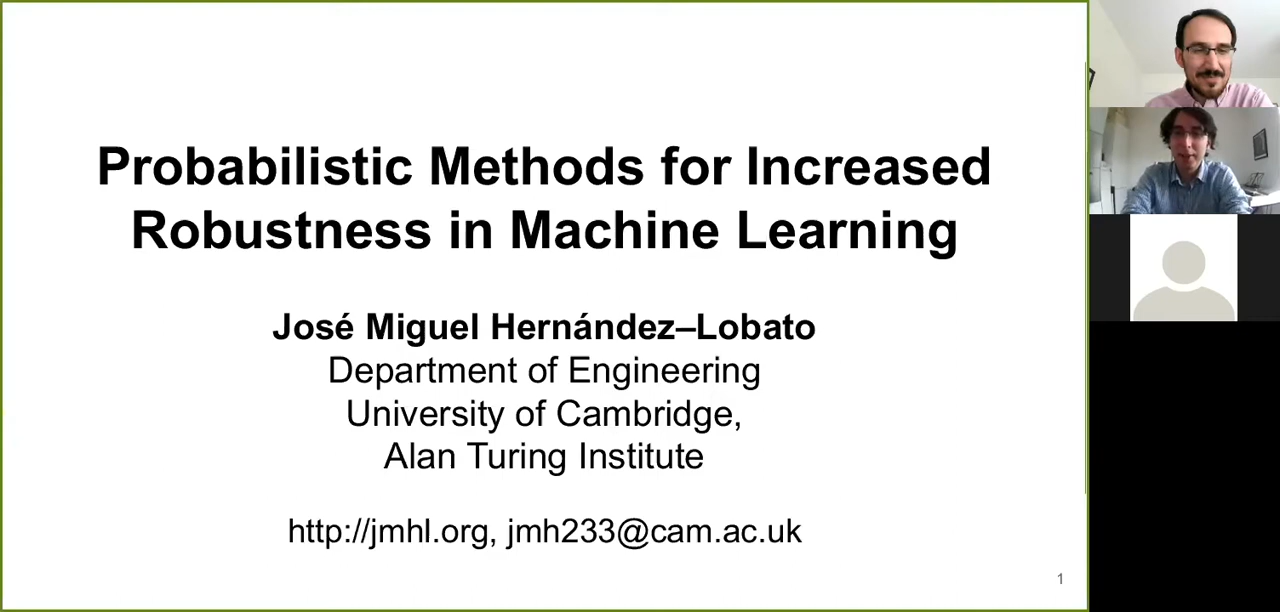 Probabilistic Methods for Increased
Robustness in Machine Learning
José Miguel Hernández–Lobato
Department of Engineering
University of Cambridge,
Alan Turing Institute
http://jmhl.org, jmh233@cam.ac.uk
1